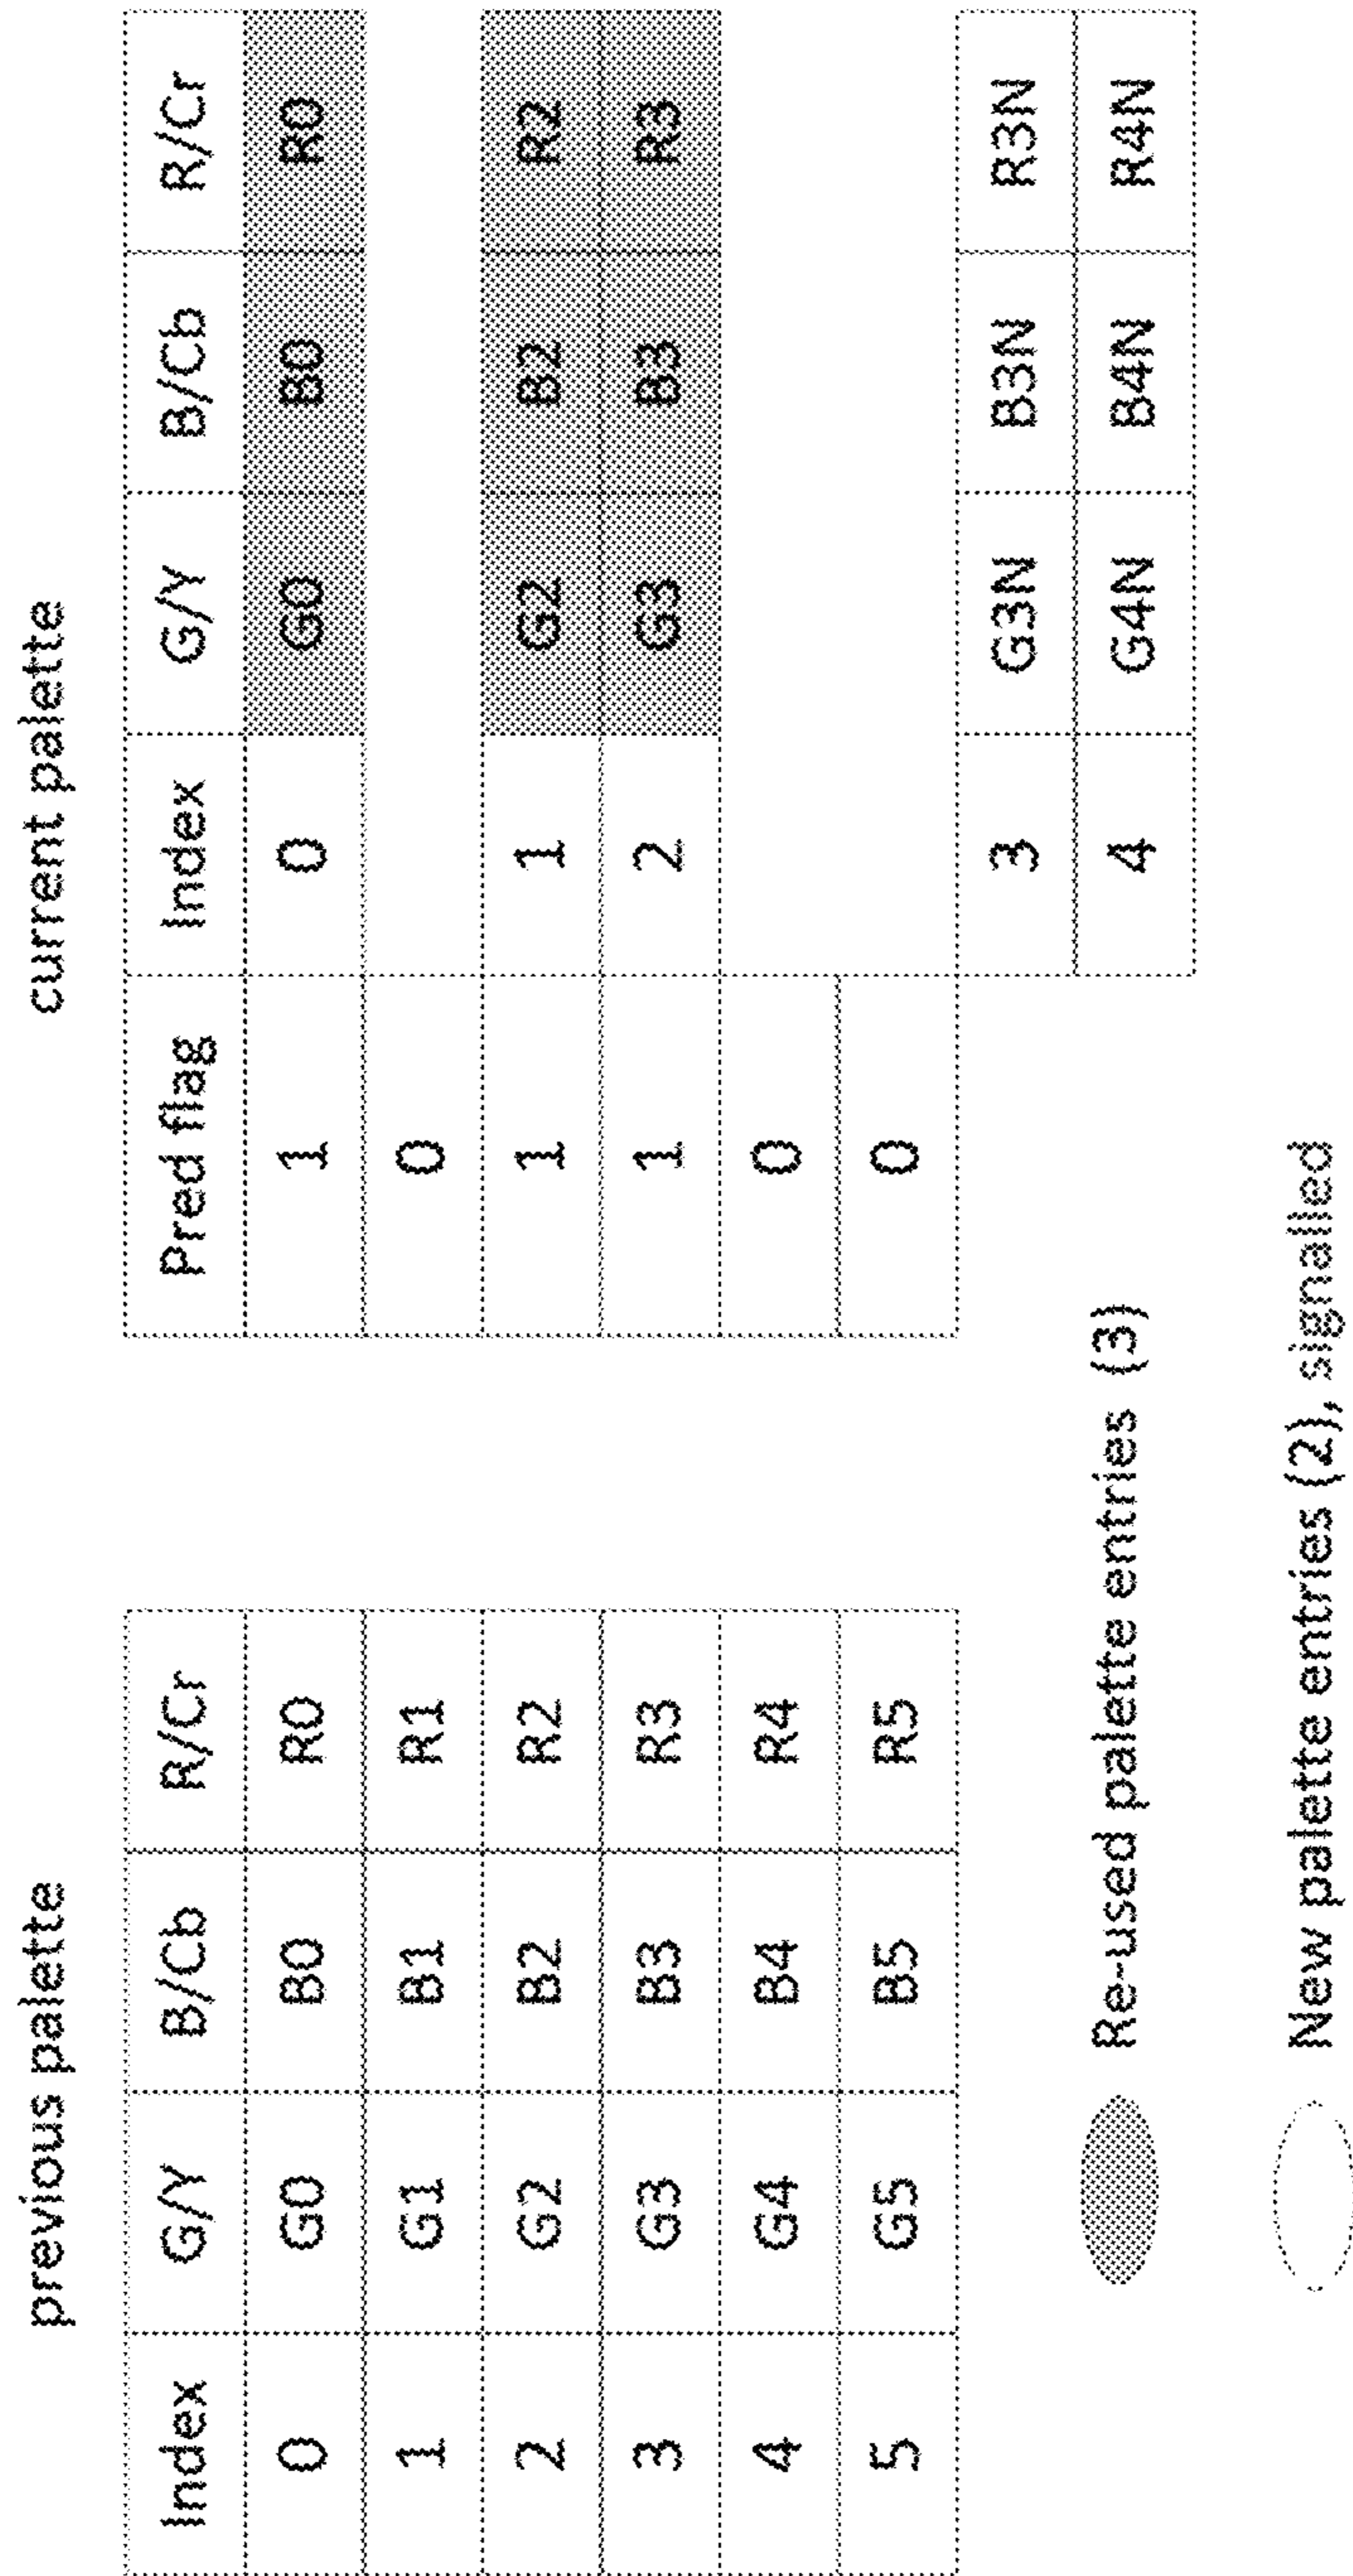 previous palette current palette
Index G/Y B/Cb R/Cr Pred flag Index G/Y B/Cb R/Cr
0 G0 B0 R0 1 0 G0 B0 R0
1 G1 B1 R1 0
2 G2 B2 R2 1 1 G2 B2 R2
3 G3 B3 R3 1 2 G3 B3 R3
4 G4 B4 R4 0
5 G5 B5 R5 0
3 G3N B3N R3N
4 G4N B4N R4N
Re-used palette entries (3)
New palette entries (2), signalled